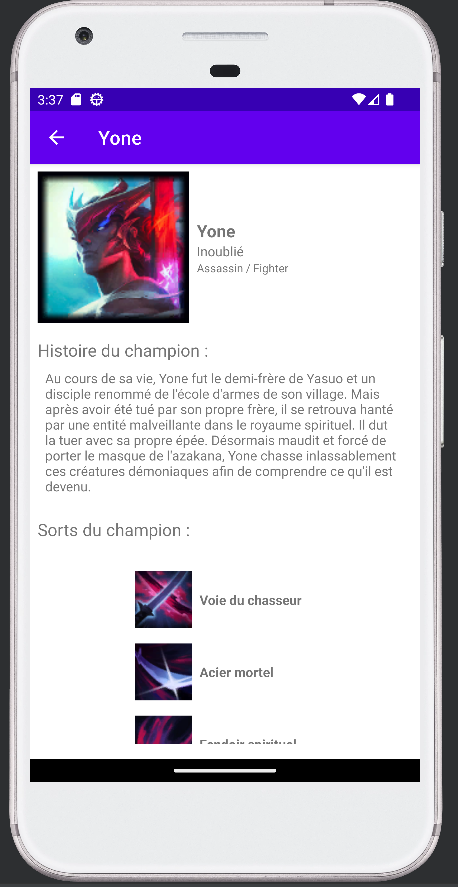 3:37
Yone
Yone
Inoublié
Assassin / Fighter
Histoire du champion :
Au cours de sa vie, Yone fut le demi-frère de Yasuo et un
disciple renommé de l'école d'armes de son village. Mais
après avoir été tué par son propre frère, il se retrouva hanté
par une entité malveillante dans le royaume spirituel. Il dut
la tuer avec sa propre épée. Désormais maudit et forcé de
porter le masque de l'azakana, Yone chasse inlassablement
ces créatures démoniaques afin de comprendre ce qu'il est
devenu.
Sorts du champion :
Voie du chasseur
Acier mortel
Fendoir spirituel